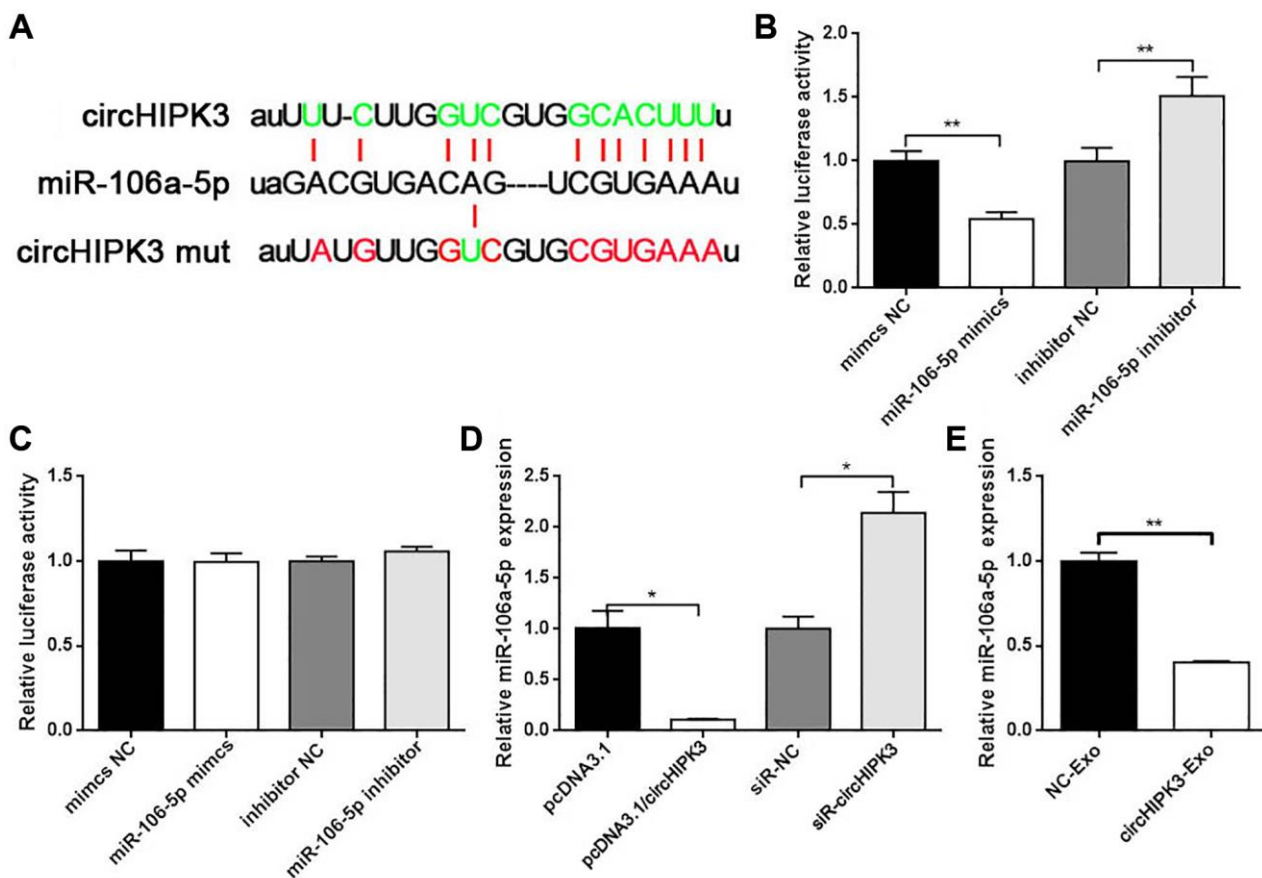 A
circHIPK3 auUUU-CUUGGUCGUGGCACUUUu
miR-106a-5p uaGACGUGACAG----UCGUGAAAu
circHIPK3 mut auUAUGUUGGUCGUGCGUGAAAu
B
Relative luciferase activity
2.0
1.5
1.0
0.5
0.0
**
**
mimcs NC
miR-106-5p mimics
inhibitor NC
miR-106-5p inhibitor
C
Relative luciferase activity
1.5
1.0
0.5
0.0
mimcs NC
miR-106-5p mimcs
inhibitor NC
miR-106-5p inhibitor
D
Relative miR-106a-5p expression
2.5
2.0
1.5
1.0
0.5
0.0
*
*
pcDNA3.1
pcDNA3.1/circHIPK3
siR-NC
siR-circHIPK3
E
Relative miR-106a-5p expression
1.5
1.0
0.5
0.0
**
NC-Exo
circHIPK3-Exo